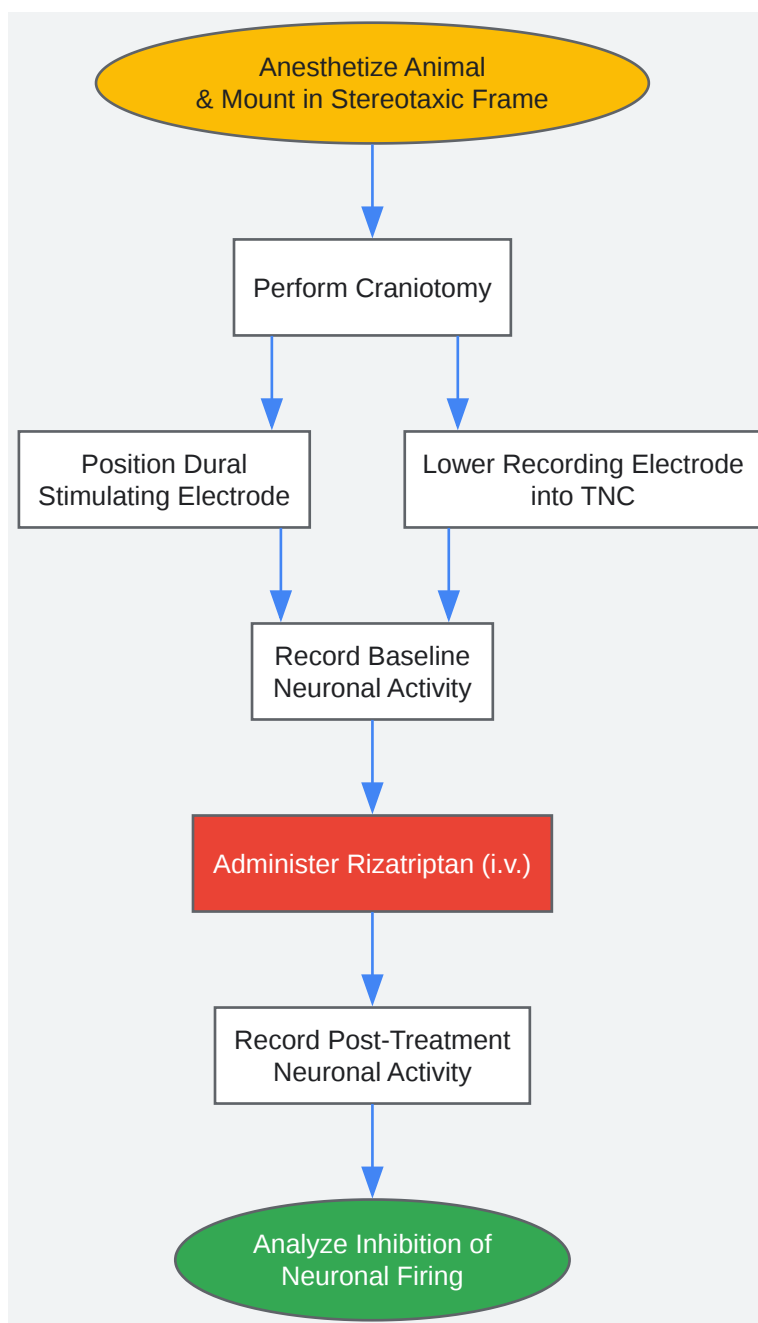 Anesthetize Animal
& Mount in Stereotaxic Frame
Perform Craniotomy
Position Dural
Stimulating Electrode
Lower Recording Electrode
into TNC
Record Baseline
Neuronal Activity
Administer Rizatriptan (i.v.)
Record Post-Treatment
Neuronal Activity
Analyze Inhibition of
Neuronal Firing